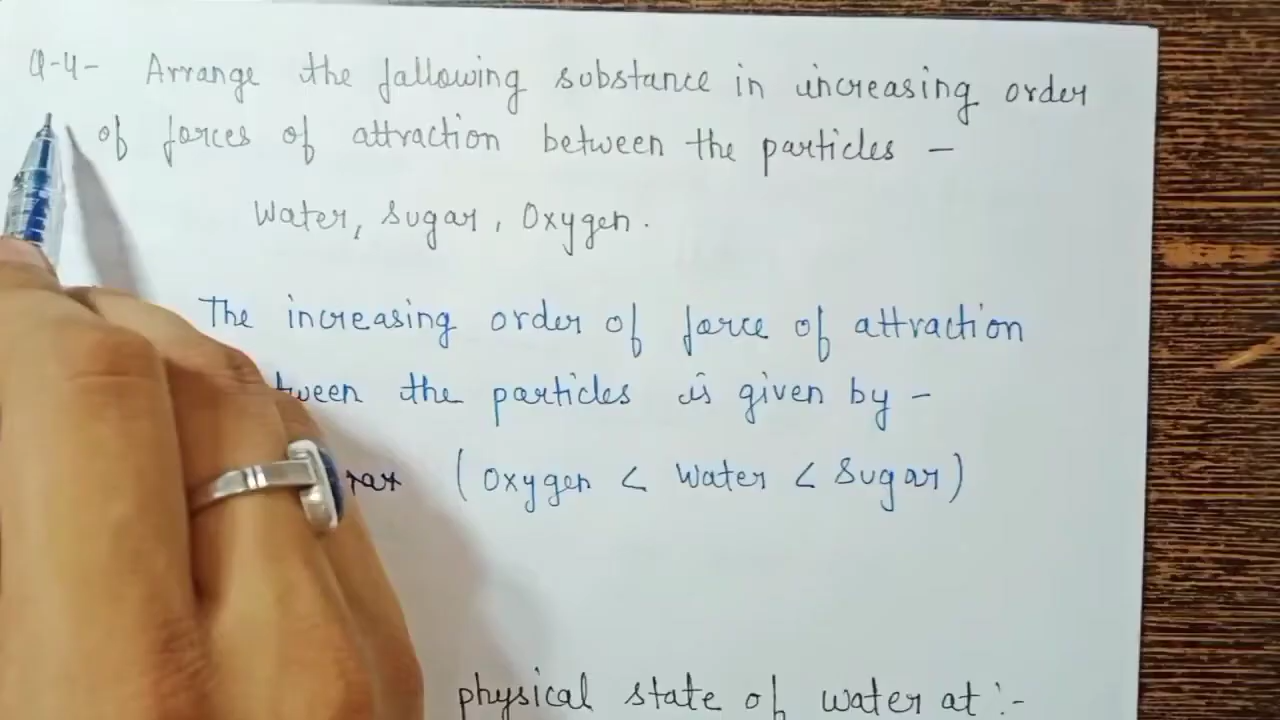 Q-4- Arrange the fallowing substance in increasing order
of forces of attraction between the particles -
Water, Sugar, Oxygen.
The increasing order of force of attraction
the particles is given by -
(Oxygen < Water < Sugar)
physical state of water at :-